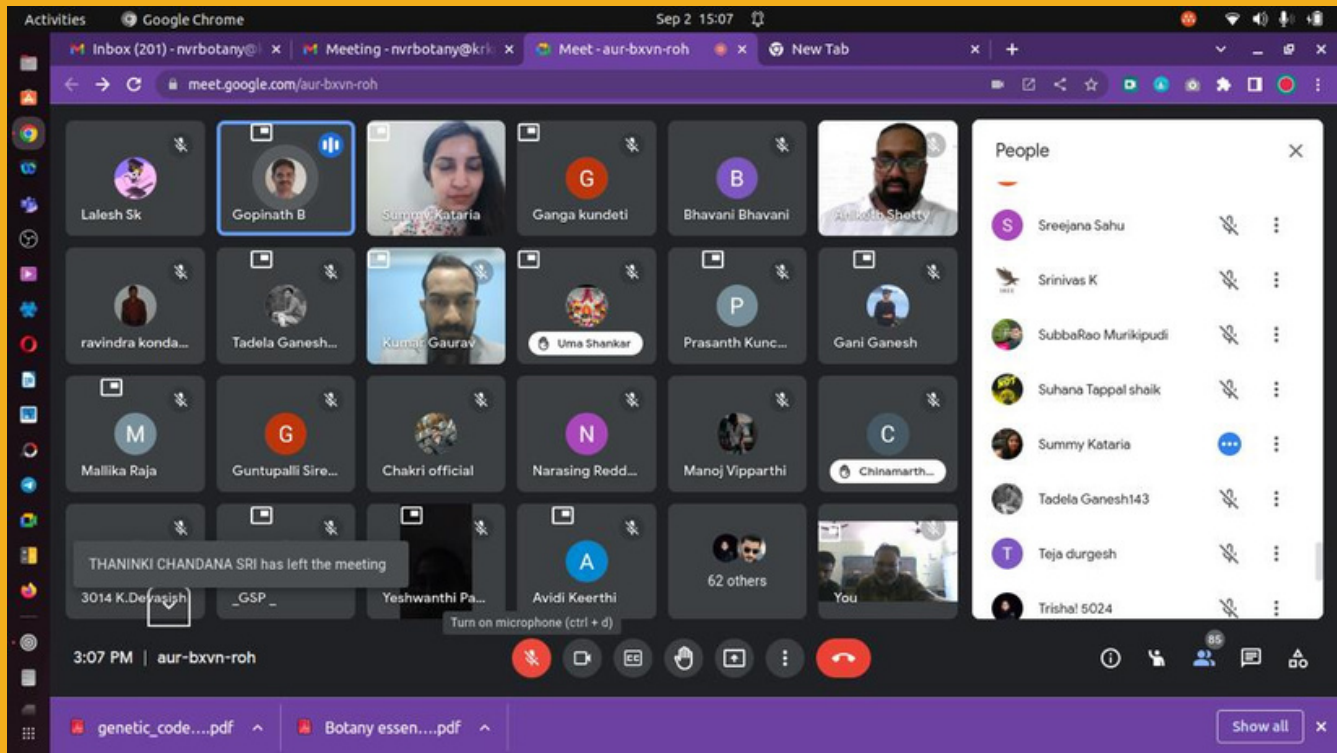 Activities Google Chrome Sep 2 15:07
Inbox (201) - nvrbotany@ Meeting - nvrbotany@krk Meet - aur-bxvn-roh New Tab
meet.google.com/aur-bxvn-roh
Lalesh Sk
Gopinath B
Summy Kataria
G
Ganga kundeti
B
Bhavani Bhavani
Aniketh Shetty
ravindra konda...
Tadela Ganesh...
Kumar Gaurav
Uma Shankar
P
Prasanth Kunc...
Gani Ganesh
M
Mallika Raja
G
Guntupalli Sire...
Chakri official
N
Narasing Redd...
Manoj Vipparthi
C
Chinamarth...
THANINKI CHANDANA SRI has left the meeting
3014 K.Devasish
_GSP_
Yeshwanthi Pa...
A
Avidi Keerthi
62 others
You
Turn on microphone (ctrl + d)
People
S Sreejana Sahu
Srinivas K
SubbaRao Murikipudi
Suhana Tappal shaik
Summy Kataria
Tadela Ganesh143
T Teja durgesh
Trisha! 5024
3:07 PM | aur-bxvn-roh
CC
85
genetic_code....pdf Botany essen....pdf Show all